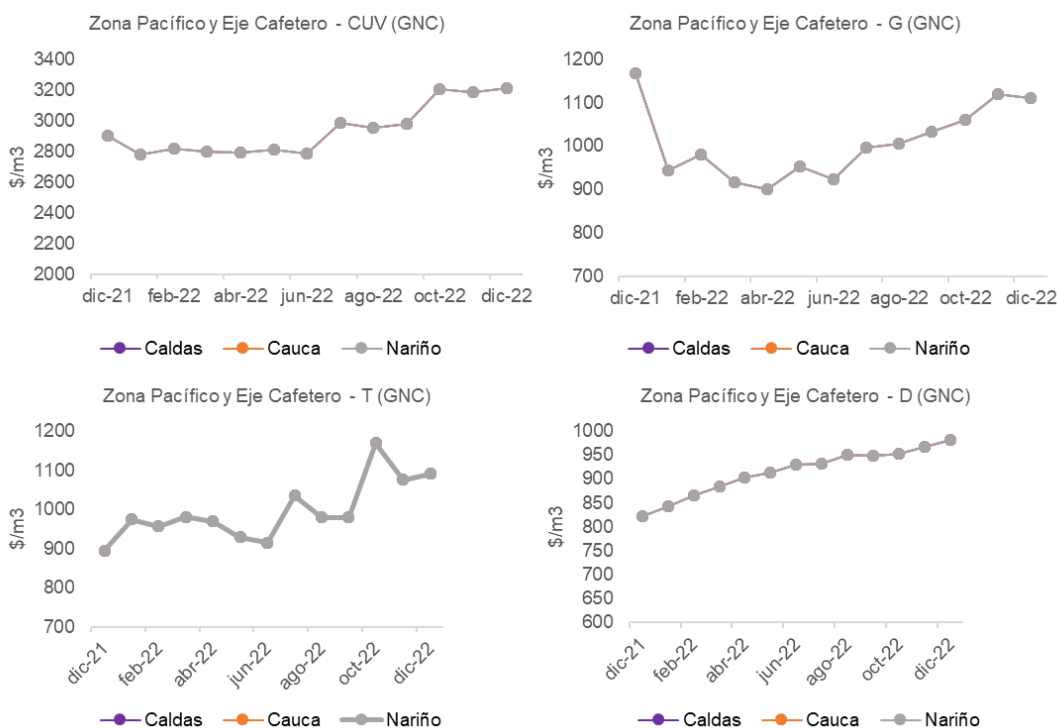 Zona Pacífico y Eje Cafetero - CUV (GNC)
3400
3200
3000
2800
2600
2400
2200
2000
$/m3
dic-21 feb-22 abr-22 jun-22 ago-22 oct-22 dic-22
Caldas Cauca Nariño
Zona Pacífico y Eje Cafetero - G (GNC)
1200
1100
1000
900
800
700
$/m3
dic-21 feb-22 abr-22 jun-22 ago-22 oct-22 dic-22
Caldas Cauca Nariño
Zona Pacífico y Eje Cafetero - T (GNC)
1200
1100
1000
900
800
700
$/m3
dic-21 feb-22 abr-22 jun-22 ago-22 oct-22 dic-22
Caldas Cauca Nariño
Zona Pacífico y Eje Cafetero - D (GNC)
1000
950
900
850
800
750
700
650
600
$/m3
dic-21 feb-22 abr-22 jun-22 ago-22 oct-22 dic-22
Caldas Cauca Nariño